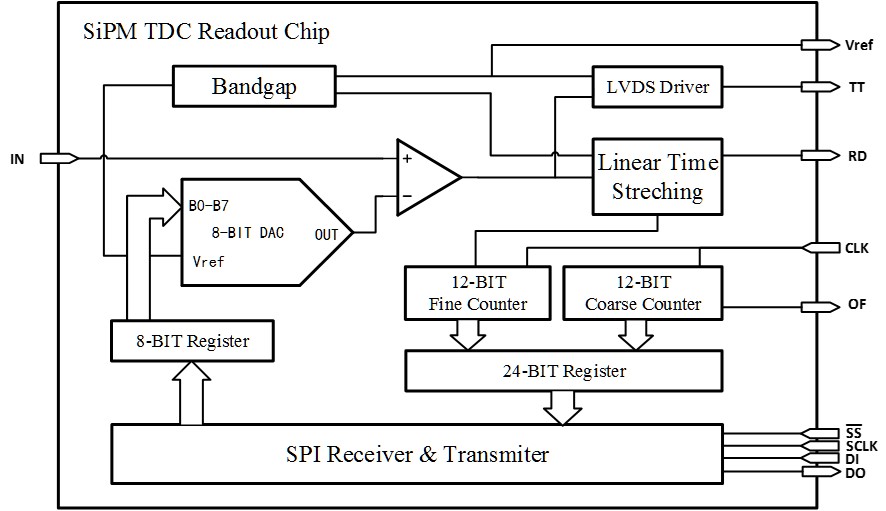 SiPM TDC Readout Chip
Vref
Bandgap
LVDS Driver
TT
IN
+
Linear Time
Streching
RD
−
B0-B7
8-BIT DAC
OUT
Vref
CLK
12-BIT
Fine Counter
12-BIT
Coarse Counter
OF
8-BIT Register
24-BIT Register
SS
SCLK
DI
DO
SPI Receiver & Transmiter